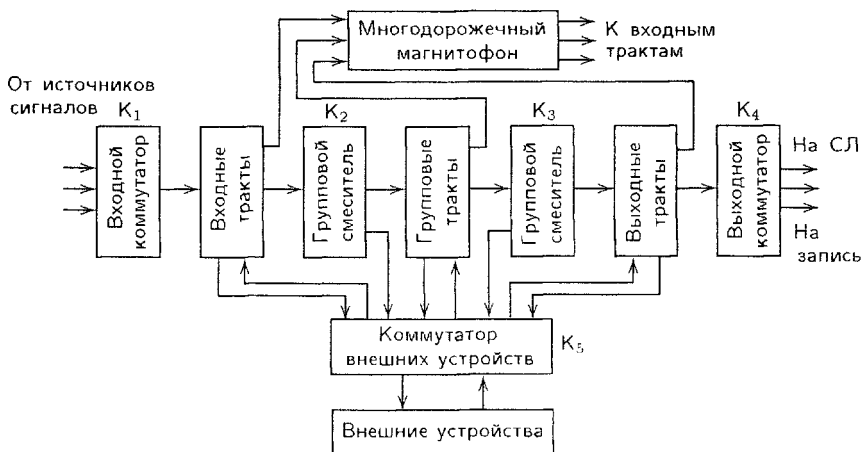 Многодорожечный
магнитофон
К входным
трактам
От источников
сигналов
K₁
K₂
K₃
K₄
Входной
коммутатор
Входные
тракты
Групповой
смеситель
Групповые
тракты
Групповой
смеситель
Выходные
тракты
Выходной
коммутатор
На СЛ
На
запись
Коммутатор
внешних устройств
K₅
Внешние устройства